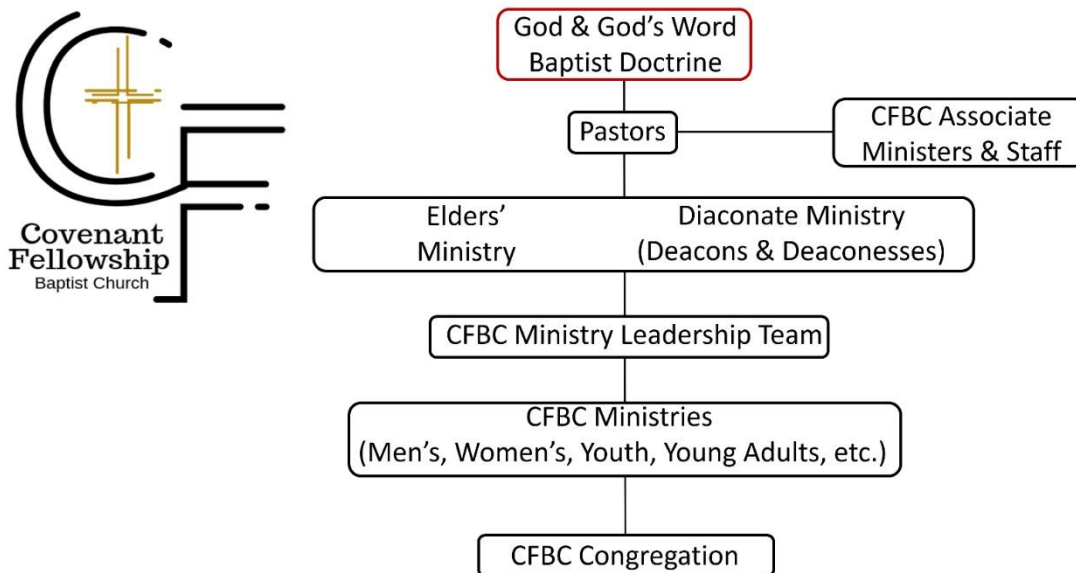 God & God’s Word
Baptist Doctrine
Pastors
CFBC Associate
Ministers & Staff
Elders’
Ministry
Diaconate Ministry
(Deacons & Deaconesses)
Covenant
Fellowship
Baptist Church
CFBC Ministry Leadership Team
CFBC Ministries
(Men’s, Women’s, Youth, Young Adults, etc.)
CFBC Congregation